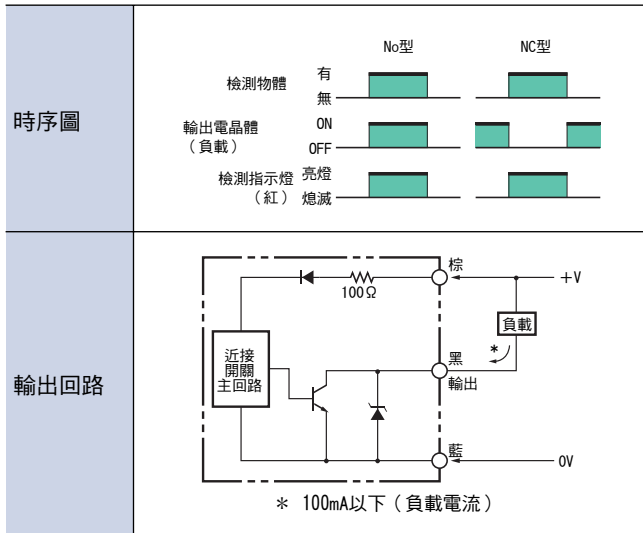 時序圖
No型
NC型
檢測物體
有
無
輸出電晶體
（負載）
ON
OFF
檢測指示燈
（紅）
亮燈
熄滅
輸出回路
近接
開關
主回路
100Ω
棕
+V
負載
*
黑
輸出
藍
0V
* 100mA以下（負載電流）